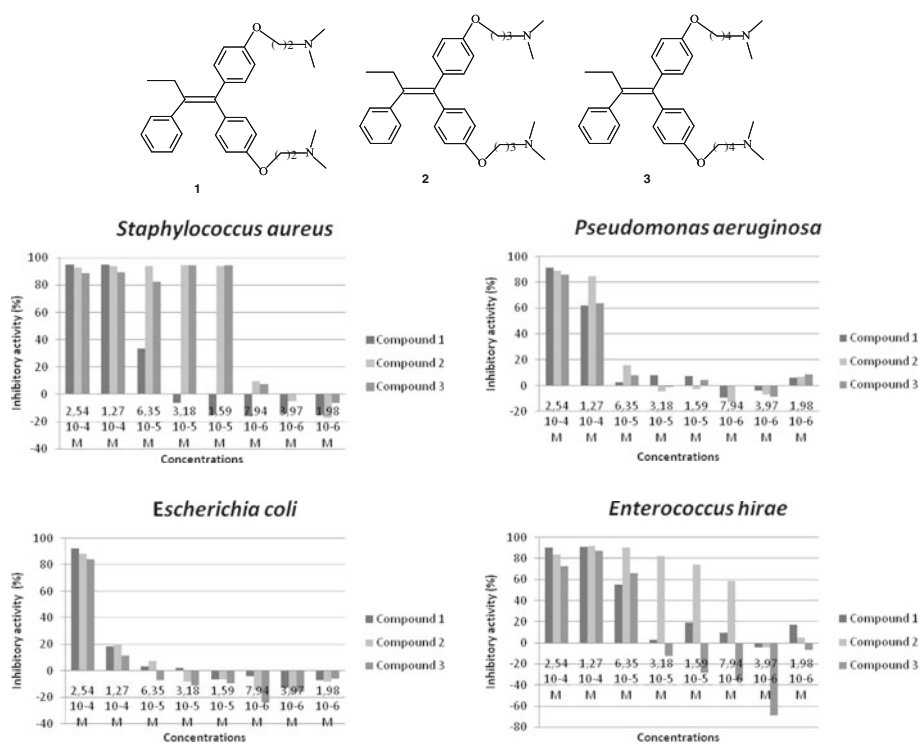 O
( )2
N
O
( )2
N
1
O
( )3
N
O
( )3
N
2
O
( )4
N
O
( )4
N
3
Staphylococcus aureus
Inhibitory activity (%)
100
80
60
40
20
0
-20
-40
2,54 1,27 6,35 3,18 1,59 7,94 3,97 1,98
10-4 10-4 10-5 10-5 10-5 10-6 10-6 10-6
M M M M M M M M
Concentrations
Compound 1
Compound 2
Compound 3
Pseudomonas aeruginosa
Inhibitory activity (%)
100
80
60
40
20
0
-20
2,54 1,27 6,35 3,18 1,59 7,94 3,97 1,98
10-4 10-4 10-5 10-5 10-5 10-6 10-6 10-6
M M M M M M M M
Concentrations
Compound 1
Compound 2
Compound 3
Escherichia coli
Inhibitory activity (%)
100
80
60
40
20
0
-20
-40
2,54 1,27 6,35 3,18 1,59 7,94 3,97 1,98
10-4 10-4 10-5 10-5 10-5 10-6 10-6 10-6
M M M M M M M M
Concentrations
Compound 1
Compound 2
Compound 3
Enterococcus hirae
Inhibitory activity (%)
100
80
60
40
20
0
-20
-40
-60
-80
2,54 1,27 6,35 3,18 1,59 7,94 3,97 1,98
10-4 10-4 10-5 10-5 10-5 10-6 10-6 10-6
M M M M M M M M
Concentrations
Compound 1
Compound 2
Compound 3